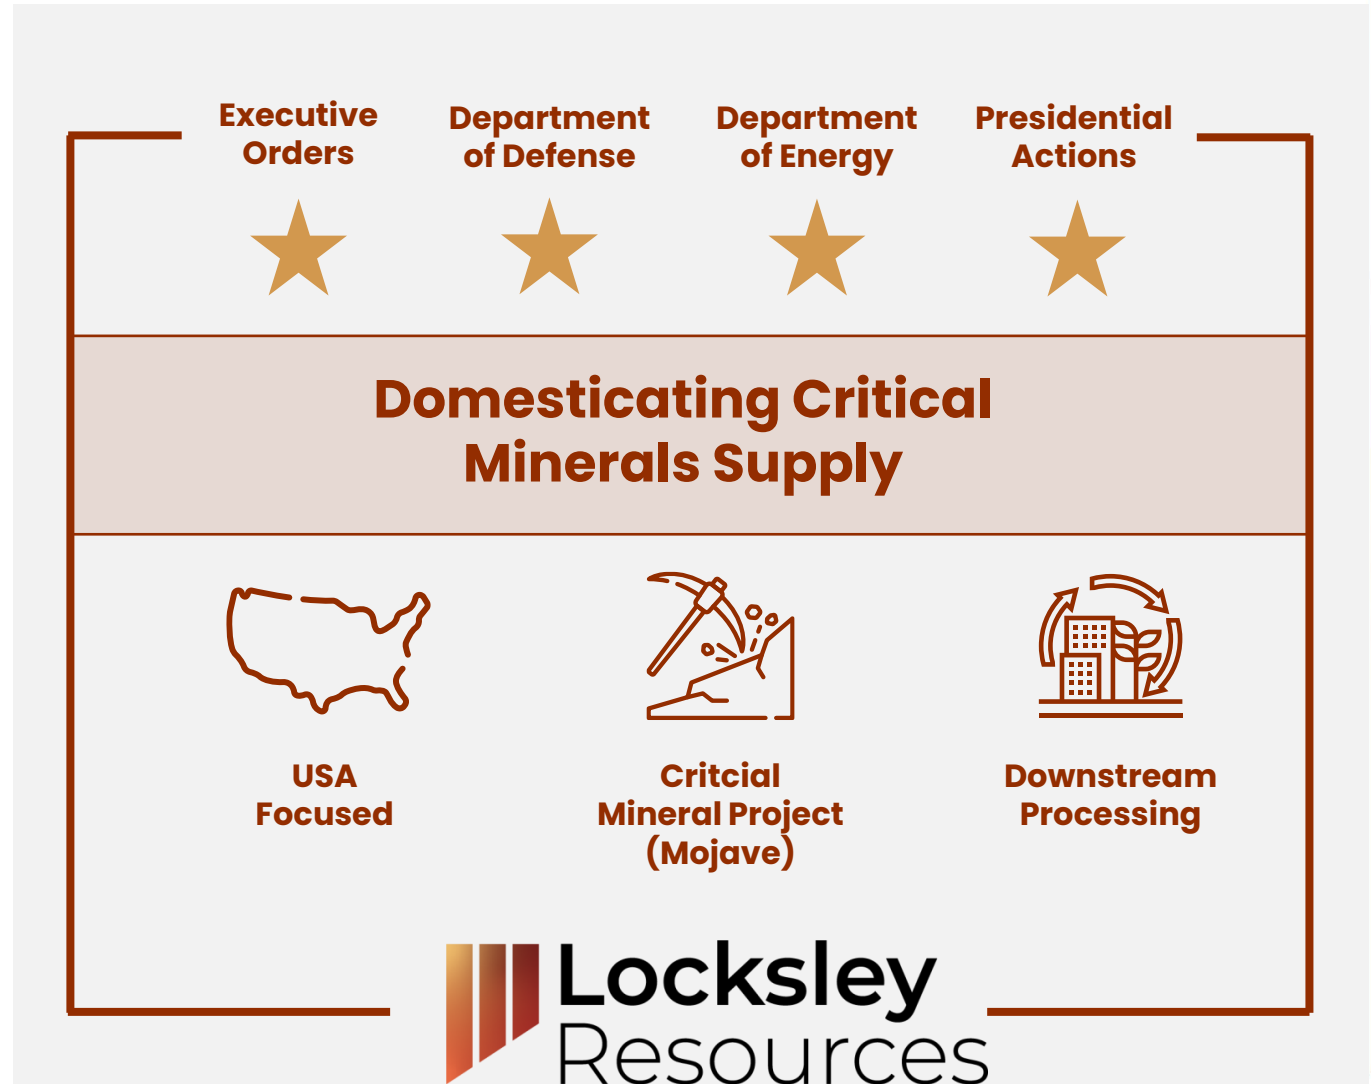 Executive
Orders
Department
of Defense
Department
of Energy
Presidential
Actions
Domesticating Critical
Minerals Supply
USA
Focused
Critcial
Mineral Project
(Mojave)
Downstream
Processing
Locksley
Resources